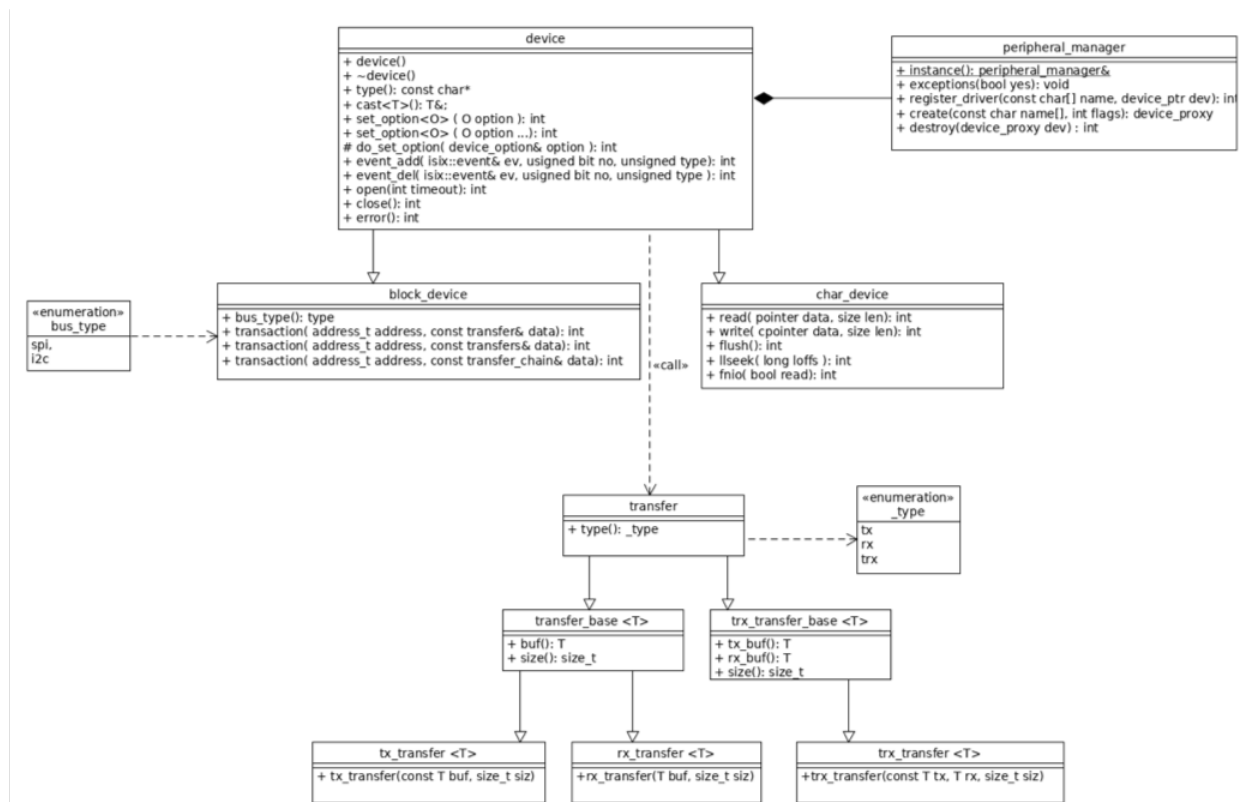 device
+ device()
+ ~device()
+ type(): const char*
+ cast<T>(): T&;
+ set_option<O> ( O option ): int
+ set_option<O> ( O option ...): int
# do_set_option( device_option& option ): int
+ event_add( isix::event& ev, usigned bit no, unsigned type): int
+ event_del( isix::event& ev, usigned bit no, unsigned type ): int
+ open(int timeout): int
+ close(): int
+ error(): int
peripheral_manager
+ instance(): peripheral_manager&
+ exceptions(bool yes): void
+ register_driver(const char[] name, device_ptr dev): int
+ create(const char name[], int flags): device_proxy
+ destroy(device_proxy dev) : int
«enumeration»
bus_type
spi,
i2c
block_device
+ bus_type(): type
+ transaction( address_t address, const transfer& data): int
+ transaction( address_t address, const transfers& data): int
+ transaction( address_t address, const transfer_chain& data): int
«call»
char_device
+ read( pointer data, size len): int
+ write( cpointer data, size len): int
+ flush(): int
+ llseek( long loffs ): int
+ fnio( bool read): int
transfer
+ type(): _type
«enumeration»
_type
tx
rx
trx
transfer_base <T>
+ buf(): T
+ size(): size_t
trx_transfer_base <T>
+ tx_buf(): T
+ rx_buf(): T
+ size(): size_t
tx_transfer <T>
+ tx_transfer(const T buf, size_t siz)
rx_transfer <T>
+rx_transfer(T buf, size_t siz)
trx_transfer <T>
+trx_transfer(const T tx, T rx, size_t siz)